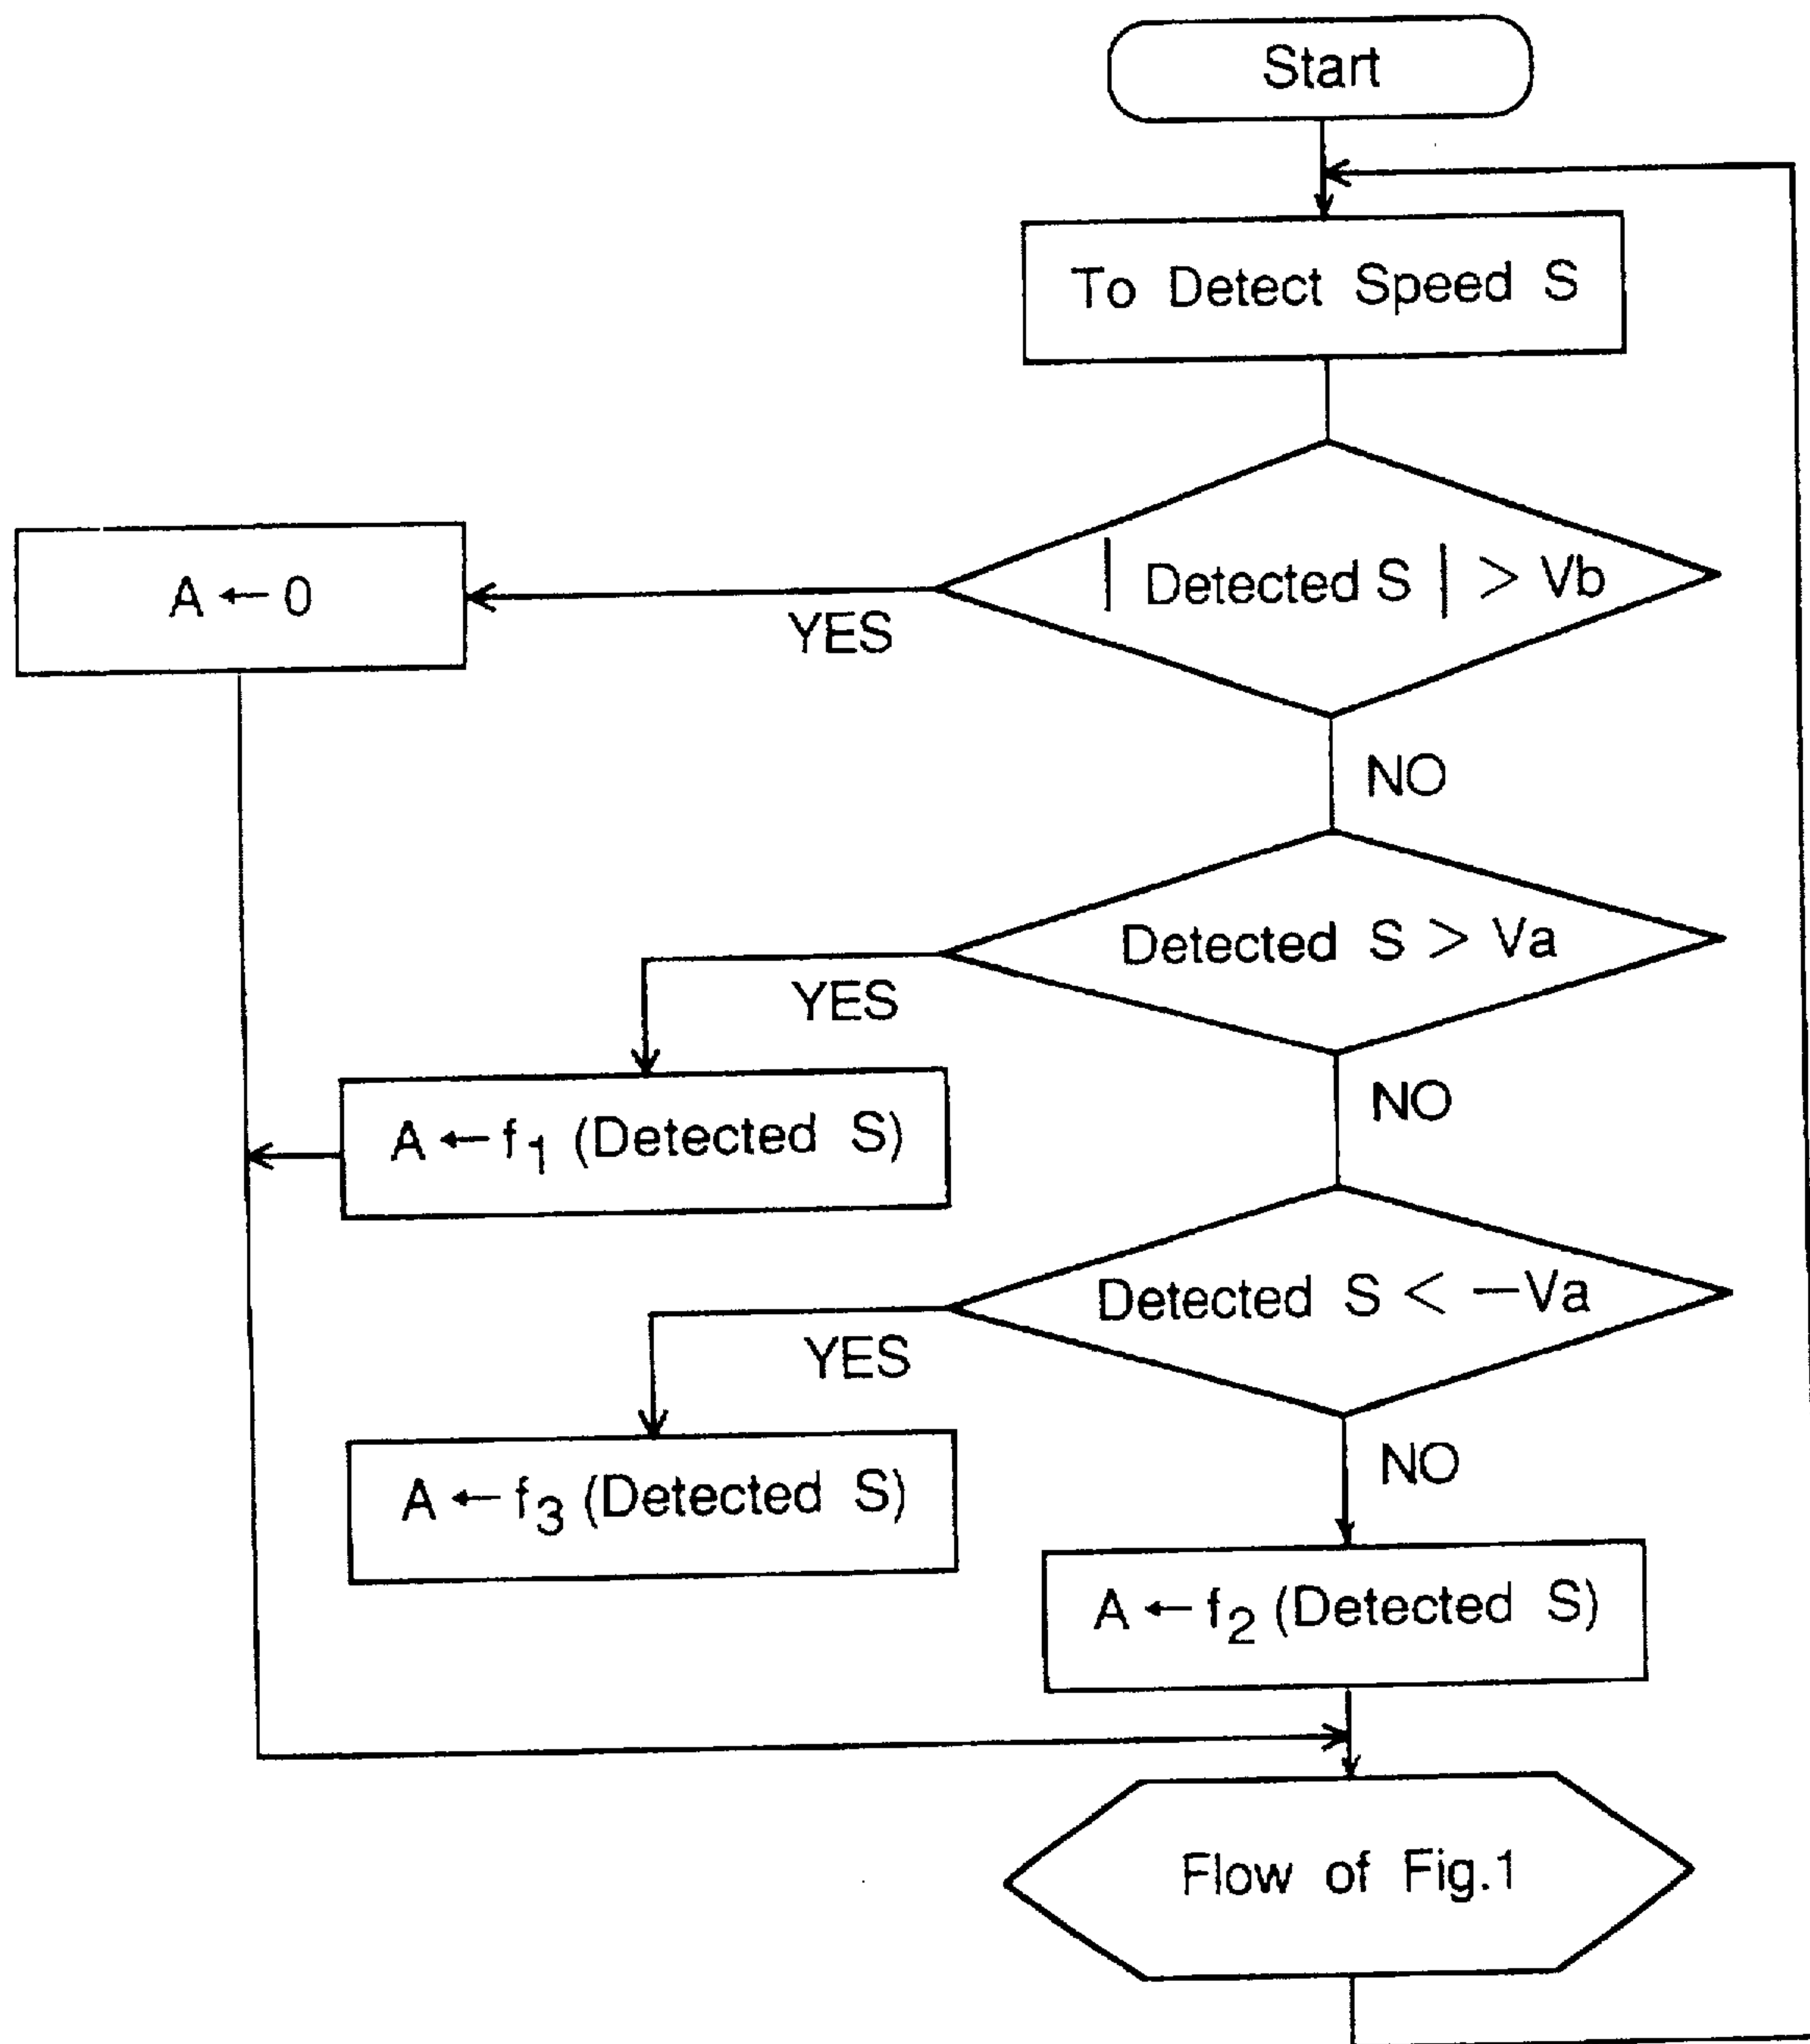 Start
To Detect Speed S
| Detected S | > Vb
YES
A ← 0
NO
Detected S > Va
YES
NO
A ← f1 (Detected S)
Detected S < −Va
YES
NO
A ← f3 (Detected S)
A ← f2 (Detected S)
Flow of Fig.1